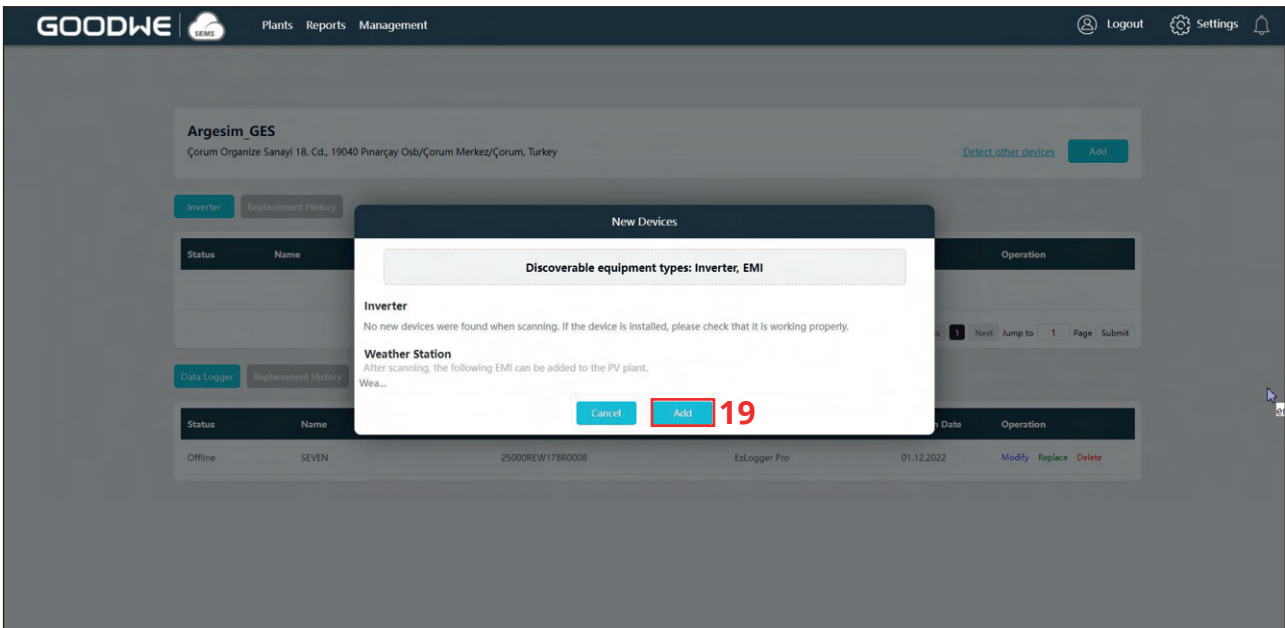 GOODWE SEMS Plants Reports Management Logout Settings
Argesim_GES
Çorum Organize Sanayi 18. Cd., 19040 Pınarçay Osb/Çorum Merkez/Çorum, Turkey Detect other devices Add
Inverter Replacement History
New Devices
Status Name Operation
Discoverable equipment types: Inverter, EMI
Inverter
No new devices were found when scanning. If the device is installed, please check that it is working properly.
1 Next Jump to 1 Page Submit
Weather Station
After scanning, the following EMI can be added to the PV plant.
Data Logger Replacement History
Wea...
Cancel Add 19
Status Name Date Operation
Offline SEVEN 25000REW178R0008 EzLogger Pro 01.12.2022 Modify Replace Delete